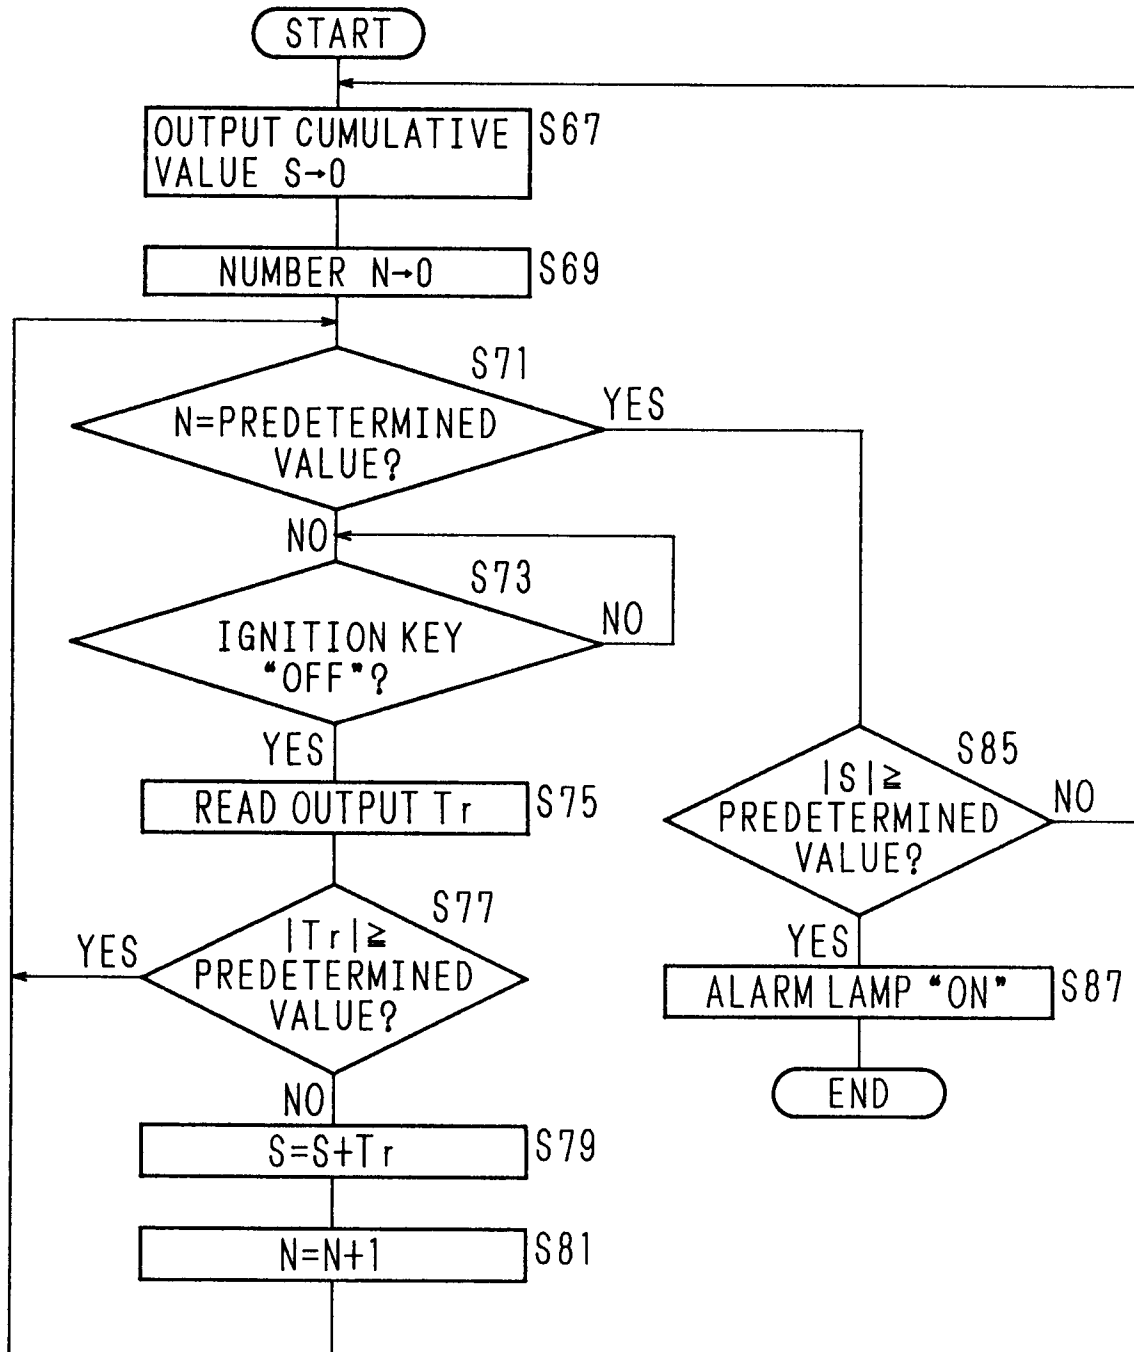 START
OUTPUT CUMULATIVE
VALUE S→0
S67
NUMBER N→0
S69
S71
N=PREDETERMINED
VALUE?
YES
NO
S73
IGNITION KEY
"OFF"?
NO
YES
READ OUTPUT Tr
S75
S77
|Tr|≧
PREDETERMINED
VALUE?
YES
NO
S=S+Tr
S79
N=N+1
S81
S85
|S|≧
PREDETERMINED
VALUE?
NO
YES
ALARM LAMP "ON"
S87
END